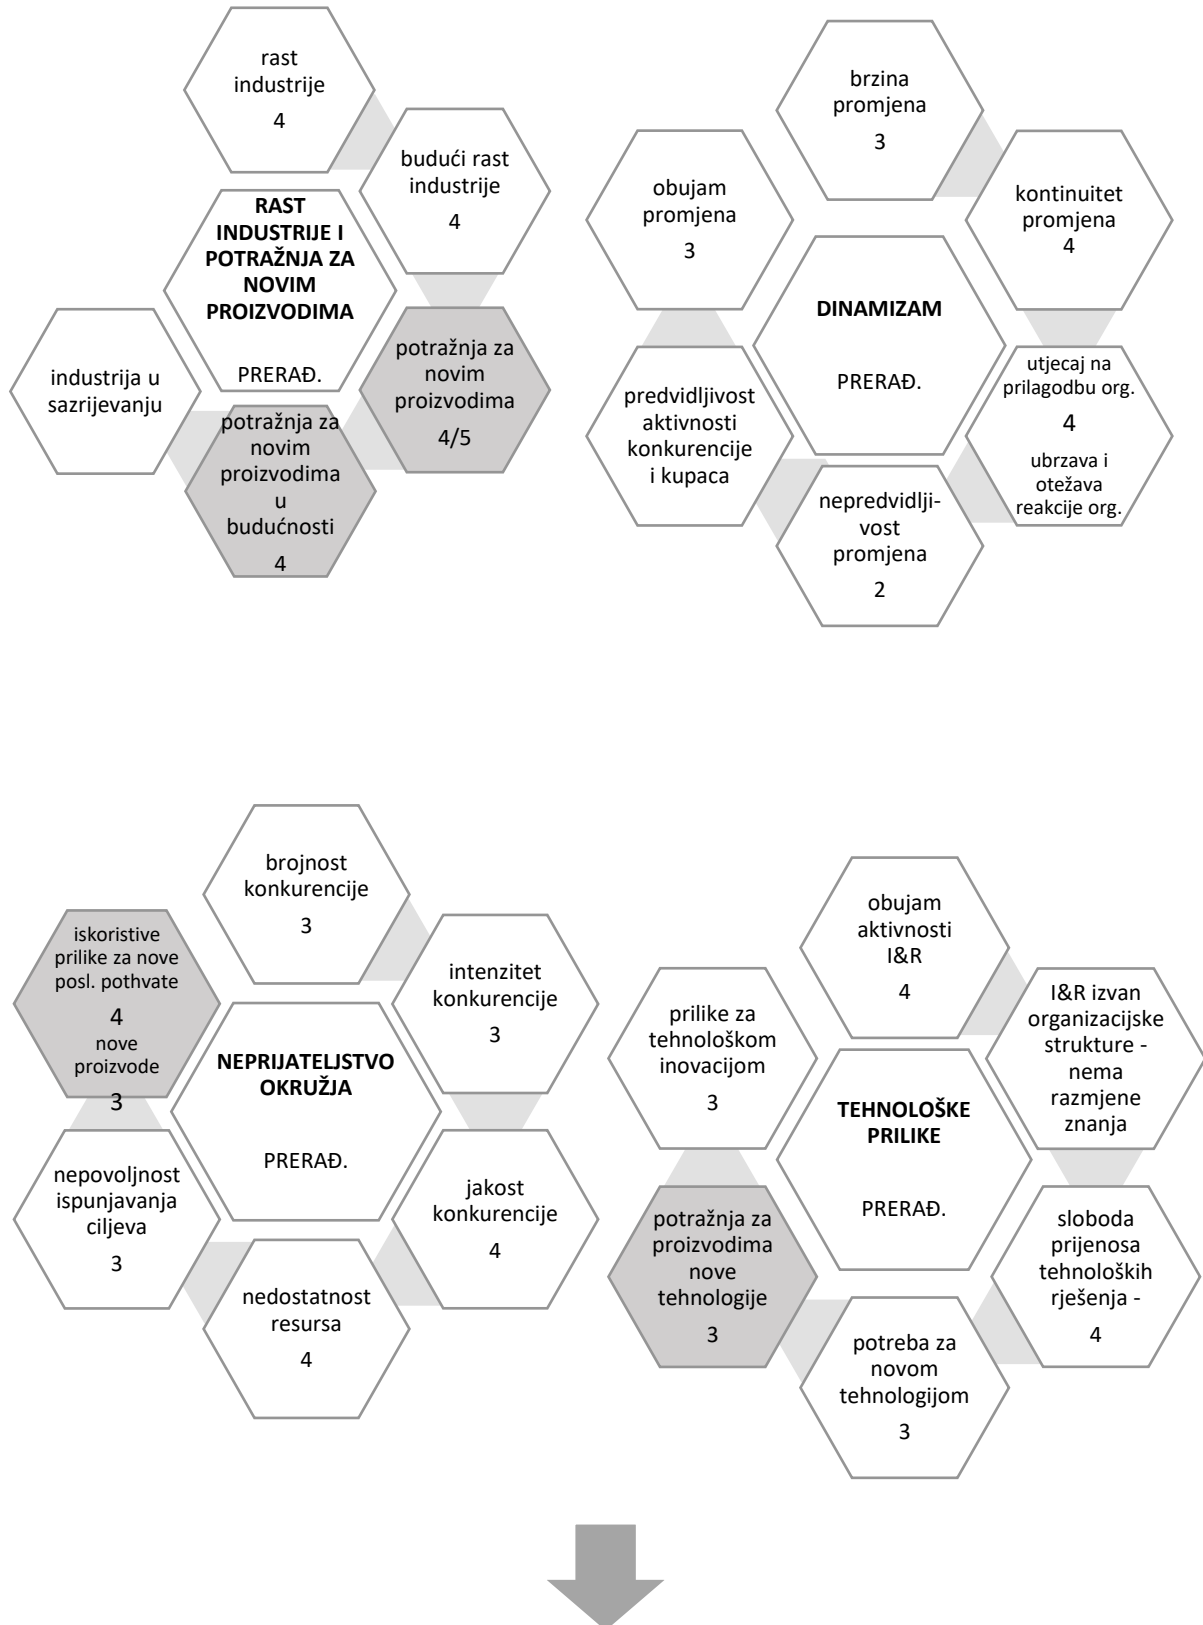 rast
industrije
4
budući rast
industrije
4
RAST
INDUSTRIJE I
POTRAŽNJA ZA
NOVIM
PROIZVODIMA
PRERAĐ.
potražnja za
novim
proizvodima
4/5
potražnja za
novim
proizvodima
u
budućnosti
4
industrija u
sazrijevanju
brzina
promjena
3
kontinuitet
promjena
4
obujam
promjena
3
DINAMIZAM
PRERAĐ.
utjecaj na
prilagodbu org.
4
ubrzava i
otežava
reakcije org.
nepredvidlji-
vost
promjena
2
predvidljivost
aktivnosti
konkurencije
i kupaca
brojnost
konkurencije
3
intenzitet
konkurencije
3
iskoristive
prilike za nove
posl. pothvate
4
nove
proizvode
3
NEPRIJATELJSTVO
OKRUŽJA
PRERAĐ.
jakost
konkurencije
4
nedostatnost
resursa
4
nepovoljnost
ispunjavanja
ciljeva
3
obujam
aktivnosti
I&R
4
I&R izvan
organizacijske
strukture -
nema
razmjene
znanja
prilike za
tehnološkom
inovacijom
3
TEHNOLOŠKE
PRILIKE
PRERAĐ.
sloboda
prijenosa
tehnoloških
rješenja -
4
potreba za
novom
tehnologijom
3
potražnja za
proizvodima
nove
tehnologije
3